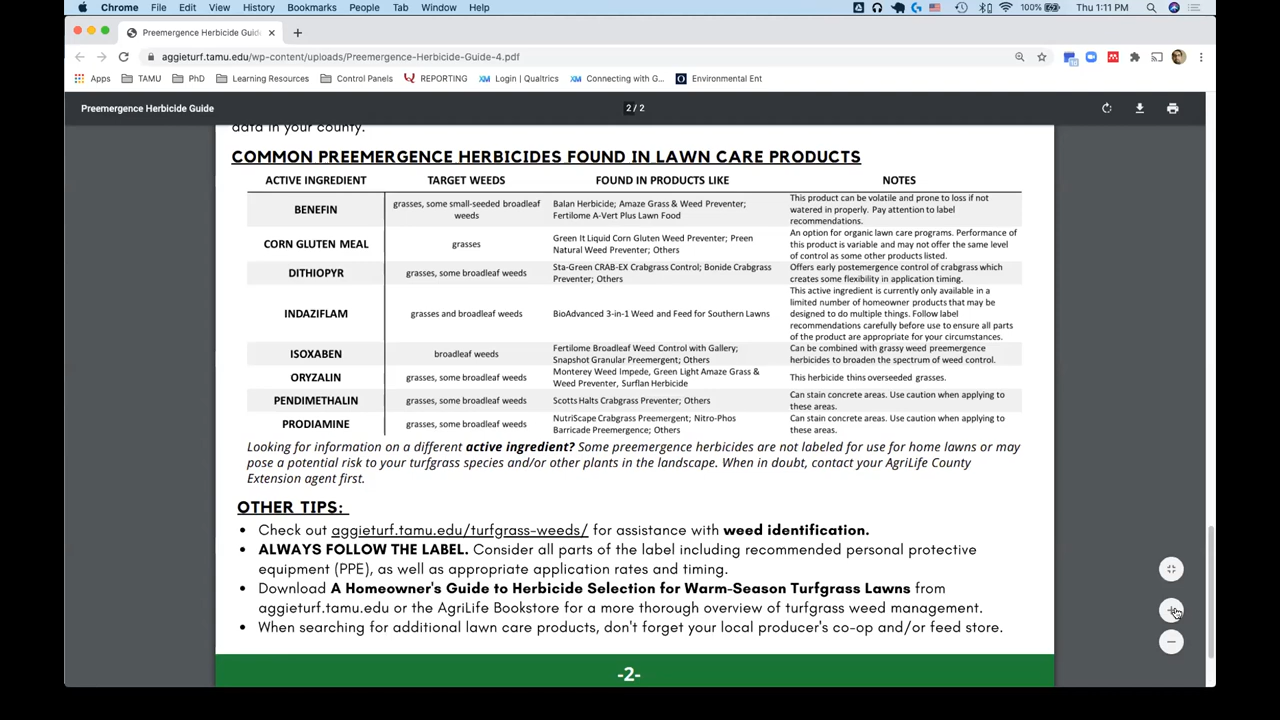 Chrome File Edit View History Bookmarks People Tab Window Help 100% Thu 1:11 PM
Preemergence Herbicide Guid
aggieturf.tamu.edu/wp-content/uploads/Preemergence-Herbicide-Guide-4.pdf
Apps TAMU PhD Learning Resources Control Panels REPORTING Login | Qualtrics Connecting with G... Environmental Ent
Preemergence Herbicide Guide 2 / 2
data in your county.
COMMON PREEMERGENCE HERBICIDES FOUND IN LAWN CARE PRODUCTS
ACTIVE INGREDIENT TARGET WEEDS FOUND IN PRODUCTS LIKE NOTES
BENEFIN
grasses, some small-seeded broadleaf
weeds
Balan Herbicide; Amaze Grass & Weed Preventer;
Fertilome A-Vert Plus Lawn Food
This product can be volatile and prone to loss if not
watered in properly. Pay attention to label
recommendations.
CORN GLUTEN MEAL
grasses
Green It Liquid Corn Gluten Weed Preventer; Preen
Natural Weed Preventer; Others
An option for organic lawn care programs. Performance of
this product is variable and may not offer the same level
of control as some other products listed.
DITHIOPYR
grasses, some broadleaf weeds
Sta-Green CRAB-EX Crabgrass Control; Bonide Crabgrass
Preventer; Others
Offers early postemergence control of crabgrass which
creates some flexibility in application timing.
INDAZIFLAM
grasses and broadleaf weeds
BioAdvanced 3-in-1 Weed and Feed for Southern Lawns
This active ingredient is currently only available in a
limited number of homeowner products that may be
designed to do multiple things. Follow label
recommendations carefully before use to ensure all parts
of the product are appropriate for your circumstances.
ISOXABEN
broadleaf weeds
Fertilome Broadleaf Weed Control with Gallery;
Snapshot Granular Preemergent; Others
Can be combined with grassy weed preemergence
herbicides to broaden the spectrum of weed control.
ORYZALIN
grasses, some broadleaf weeds
Monterey Weed Impede, Green Light Amaze Grass &
Weed Preventer, Surflan Herbicide
This herbicide thins overseeded grasses.
PENDIMETHALIN
grasses, some broadleaf weeds
Scotts Halts Crabgrass Preventer; Others
Can stain concrete areas. Use caution when applying to
these areas.
PRODIAMINE
grasses, some broadleaf weeds
NutriScape Crabgrass Preemergent; Nitro-Phos
Barricade Preemergence; Others
Can stain concrete areas. Use caution when applying to
these areas.
Looking for information on a different active ingredient? Some preemergence herbicides are not labeled for use for home lawns or may
pose a potential risk to your turfgrass species and/or other plants in the landscape. When in doubt, contact your AgriLife County
Extension agent first.
OTHER TIPS:
• Check out aggieturf.tamu.edu/turfgrass-weeds/ for assistance with weed identification.
• ALWAYS FOLLOW THE LABEL. Consider all parts of the label including recommended personal protective
equipment (PPE), as well as appropriate application rates and timing.
• Download A Homeowner's Guide to Herbicide Selection for Warm-Season Turfgrass Lawns from
aggieturf.tamu.edu or the AgriLife Bookstore for a more thorough overview of turfgrass weed management.
• When searching for additional lawn care products, don't forget your local producer's co-op and/or feed store.
-2-